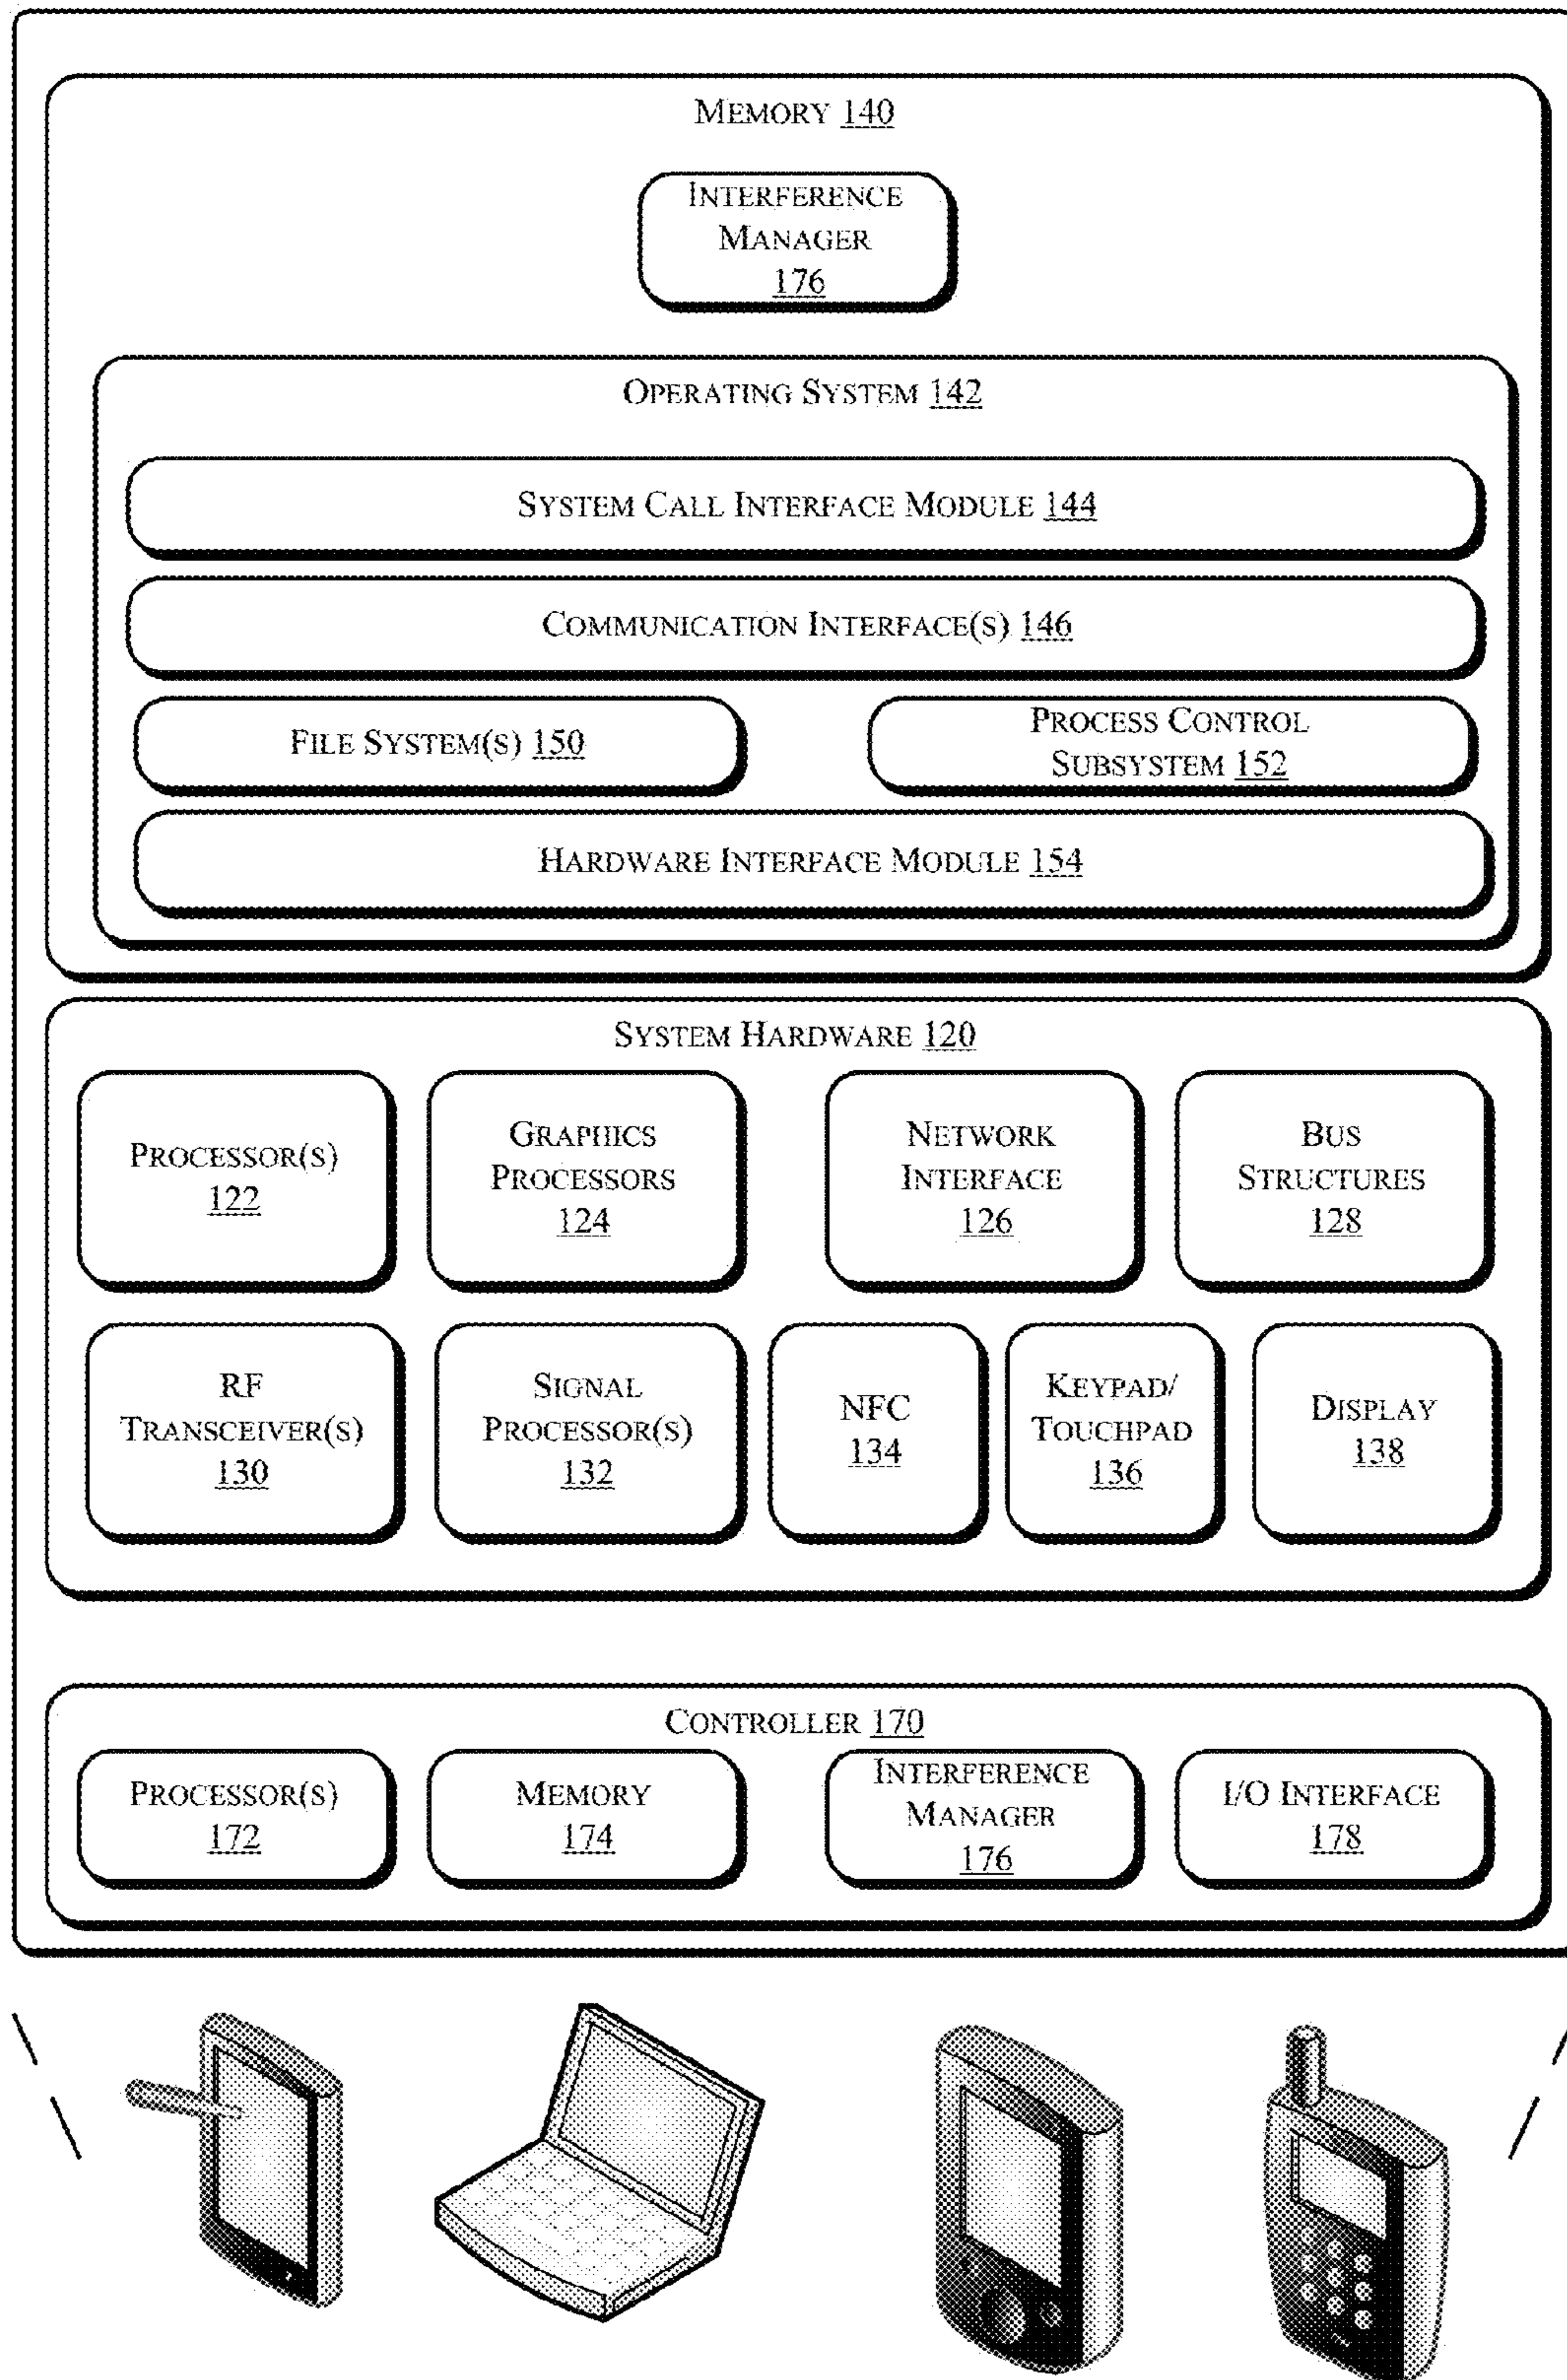 MEMORY 140
INTERFERENCE
MANAGER
176
OPERATING SYSTEM 142
SYSTEM CALL INTERFACE MODULE 144
COMMUNICATION INTERFACE(S) 146
FILE SYSTEM(S) 150
PROCESS CONTROL
SUBSYSTEM 152
HARDWARE INTERFACE MODULE 154
SYSTEM HARDWARE 120
PROCESSOR(S)
122
GRAPHICS
PROCESSORS
124
NETWORK
INTERFACE
126
BUS
STRUCTURES
128
RF
TRANSCEIVER(S)
130
SIGNAL
PROCESSOR(S)
132
NFC
134
KEYPAD/
TOUCHPAD
136
DISPLAY
138
CONTROLLER 170
PROCESSOR(S)
172
MEMORY
174
INTERFERENCE
MANAGER
176
I/O INTERFACE
178